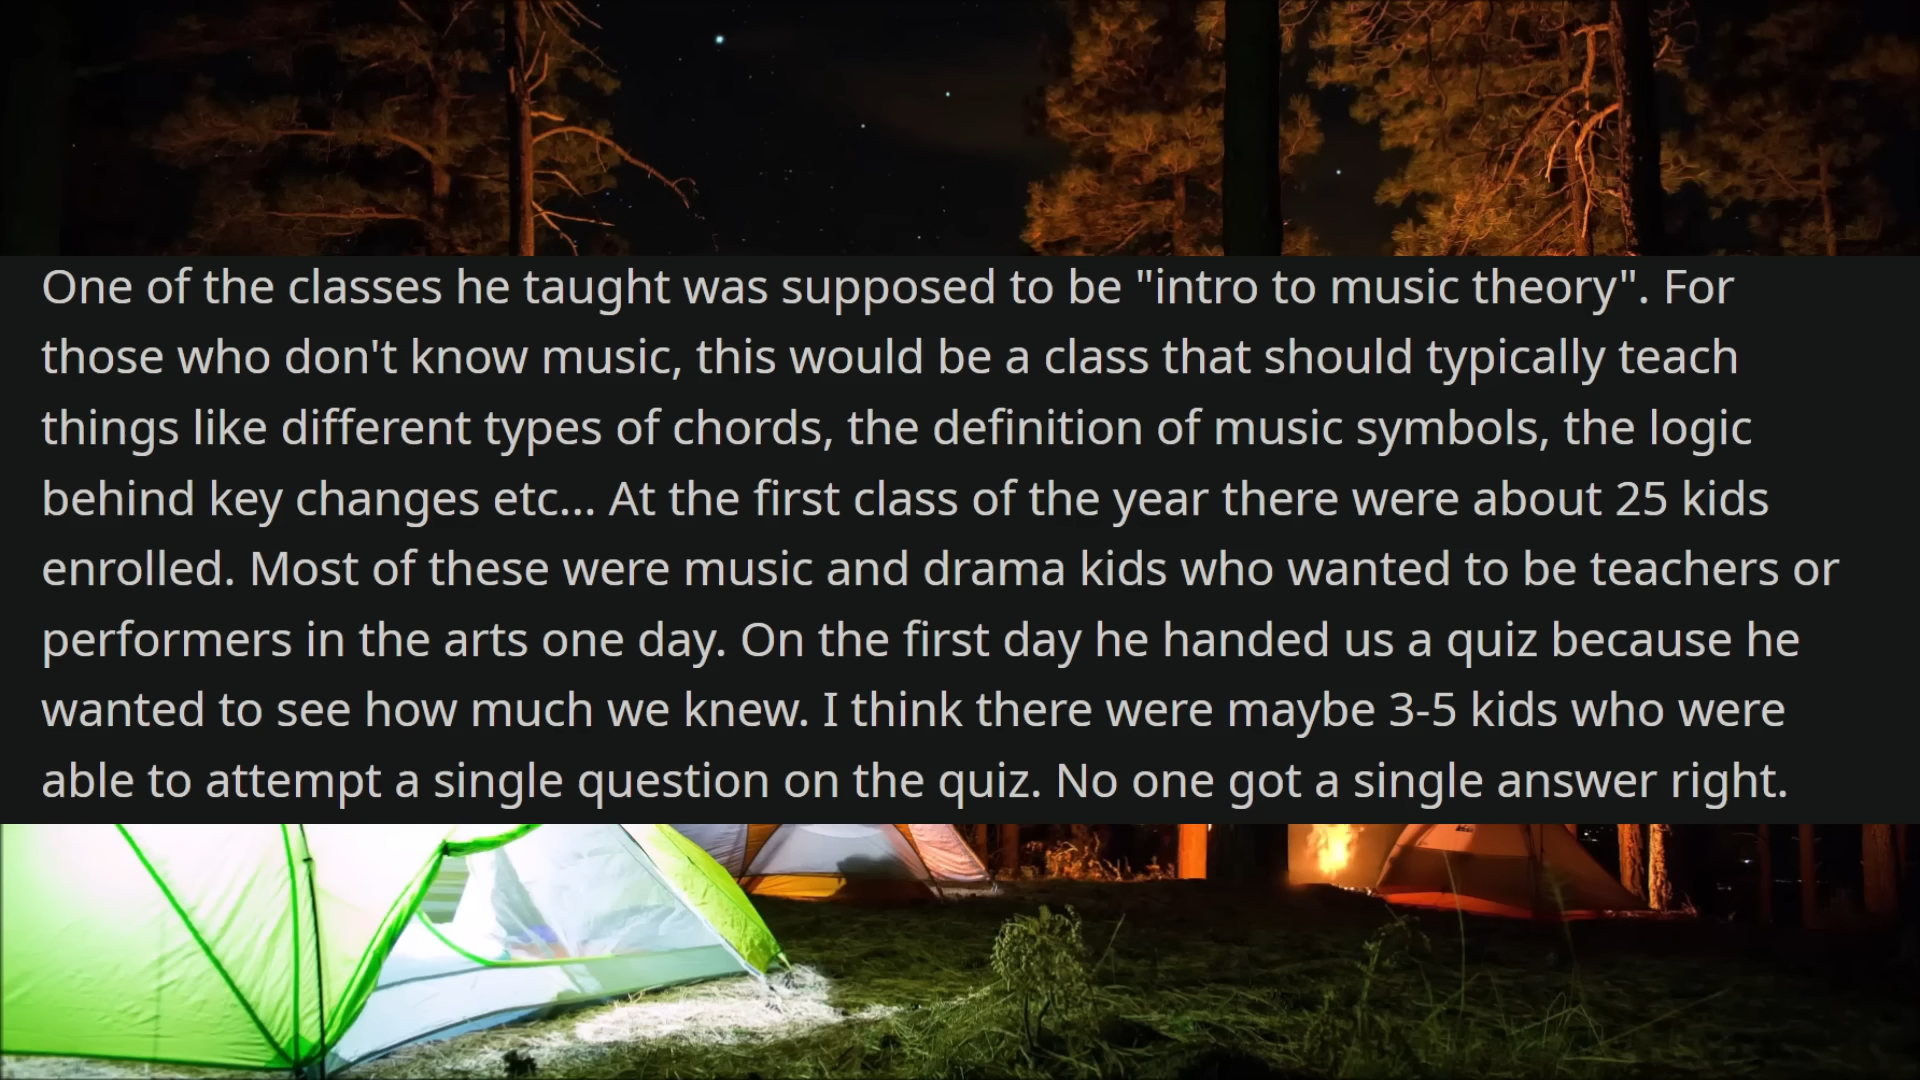 One of the classes he taught was supposed to be "intro to music theory". For
those who don't know music, this would be a class that should typically teach
things like different types of chords, the definition of music symbols, the logic
behind key changes etc... At the first class of the year there were about 25 kids
enrolled. Most of these were music and drama kids who wanted to be teachers or
performers in the arts one day. On the first day he handed us a quiz because he
wanted to see how much we knew. I think there were maybe 3-5 kids who were
able to attempt a single question on the quiz. No one got a single answer right.